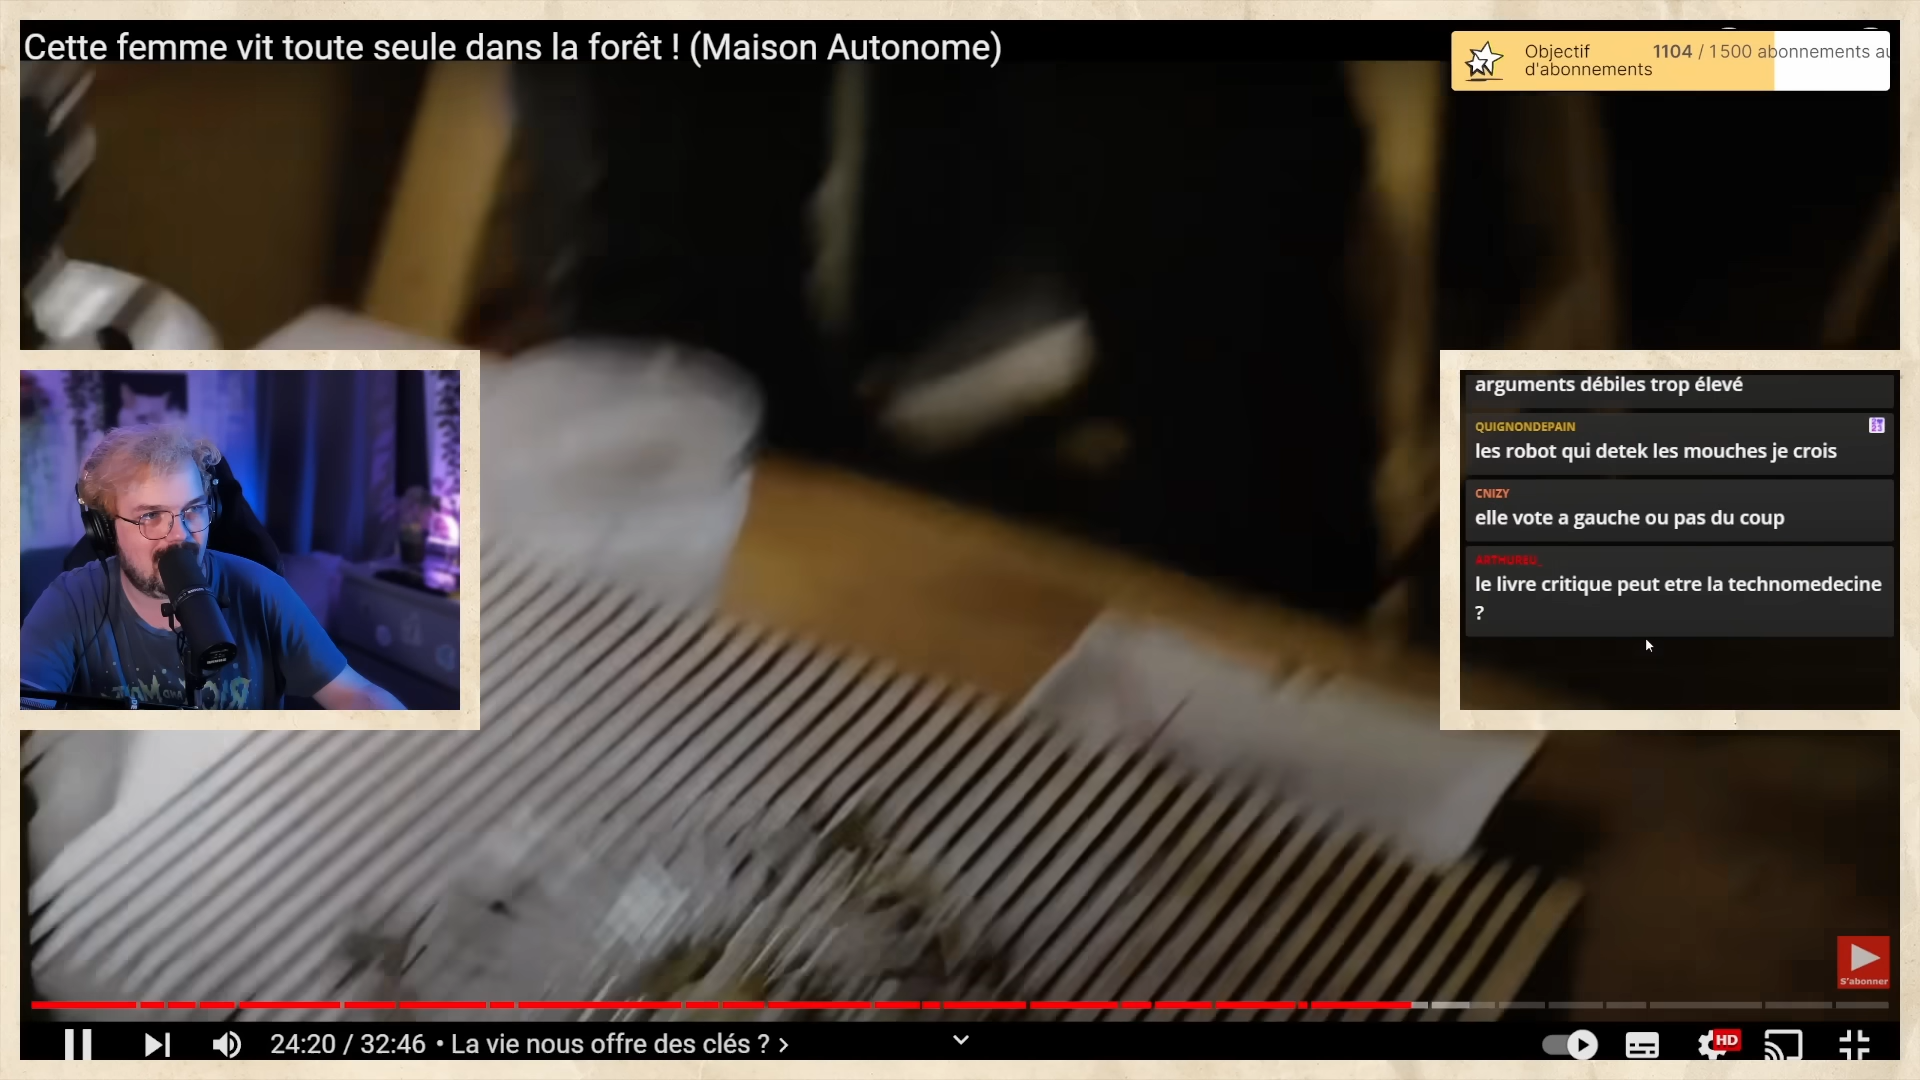 Cette femme vit toute seule dans la forêt ! (Maison Autonome)
Objectif d'abonnements
1104 / 1500 abonnements au
arguments débiles trop élevé
QUIGNONDEPAIN
les robot qui detek les mouches je crois
CNIZY
elle vote a gauche ou pas du coup
ARTHUREU_
le livre critique peut etre la technomedecine
?
S'abonner
24:20 / 32:46 • La vie nous offre des clés ? ›
HD